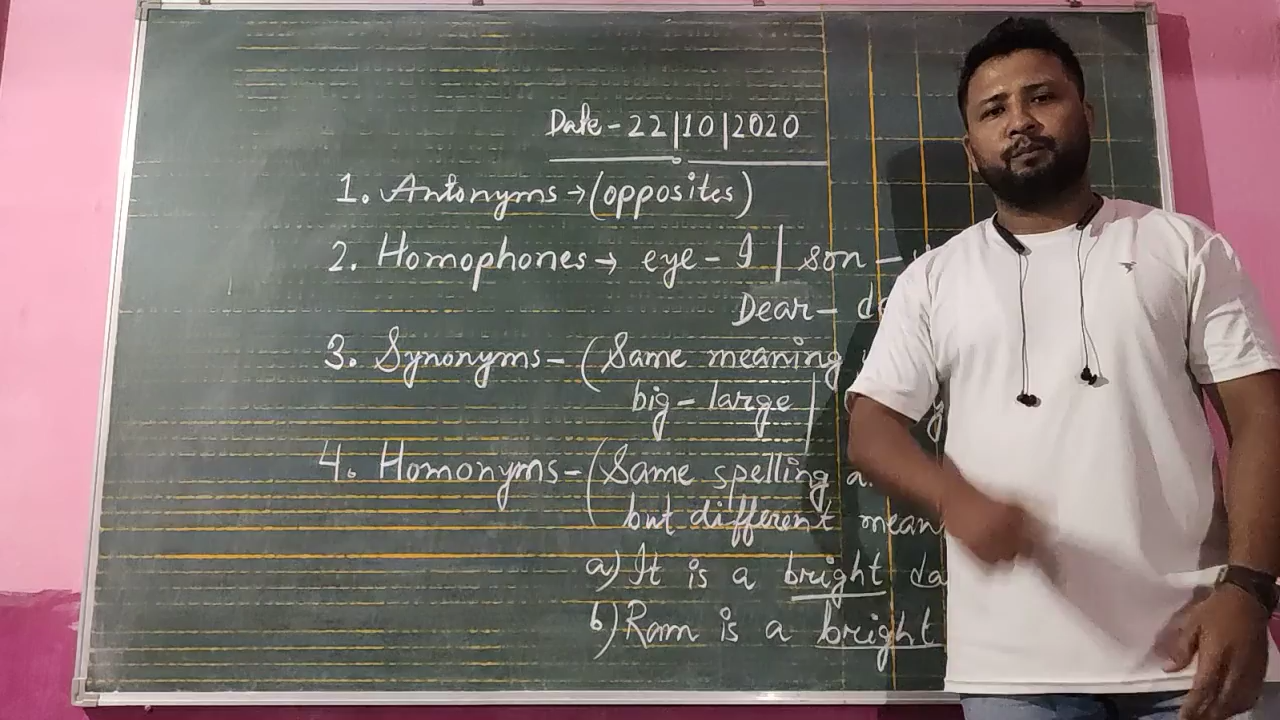 Date - 22|10|2020
1. Antonyms → (opposites)
2. Homophones → eye - I | son -
Dear -
3. Synonyms - (Same meaning
big - large |
4. Homonyms - (Same spelling
but different
a) It is a bright
b) Ram is a bright